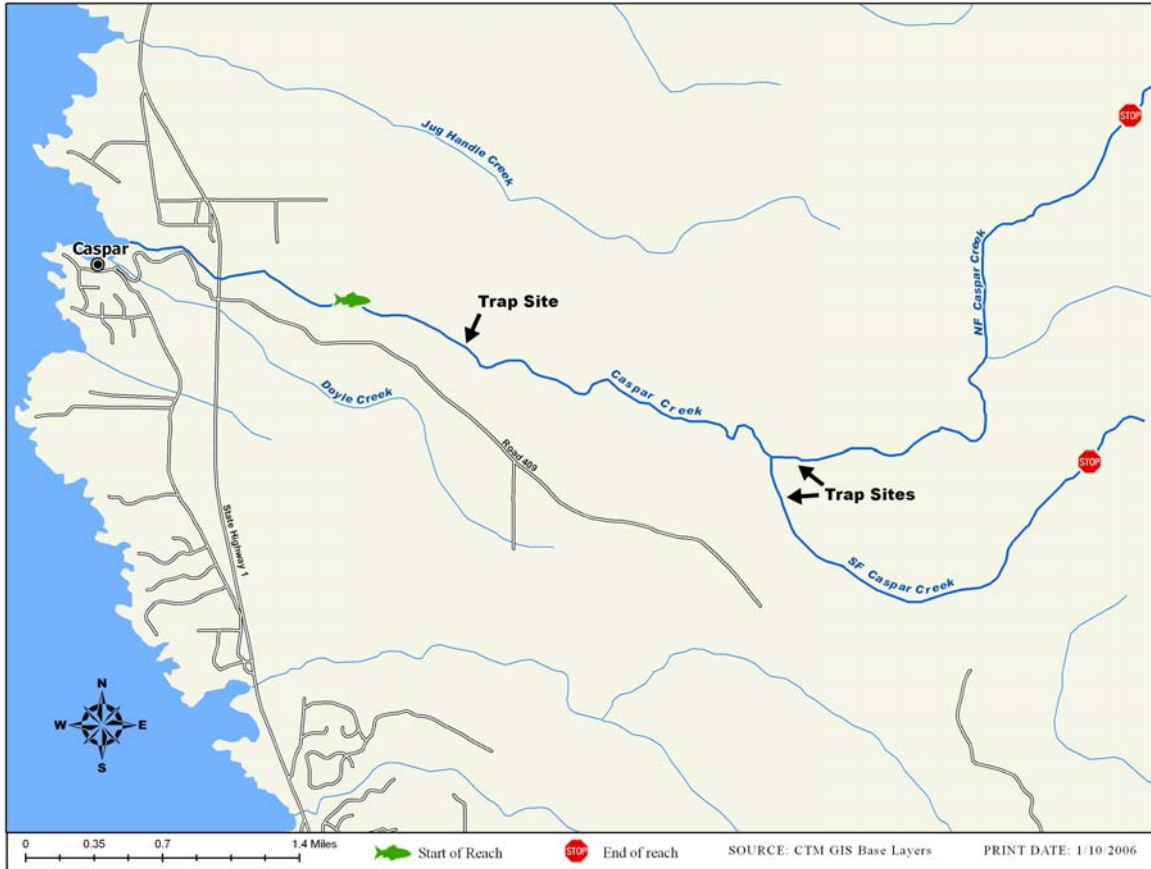 Jug Handle Creek
STOP
Caspar
NF Caspar Creek
Trap Site
Doyle Creek
Caspar Creek
Road 409
STOP
Trap Sites
State Highway 1
SF Caspar Creek
N
W E
S
0 0.35 0.7 1.4 Miles
Start of Reach
STOP End of reach
SOURCE: CTM GIS Base Layers
PRINT DATE: 1/10/2006